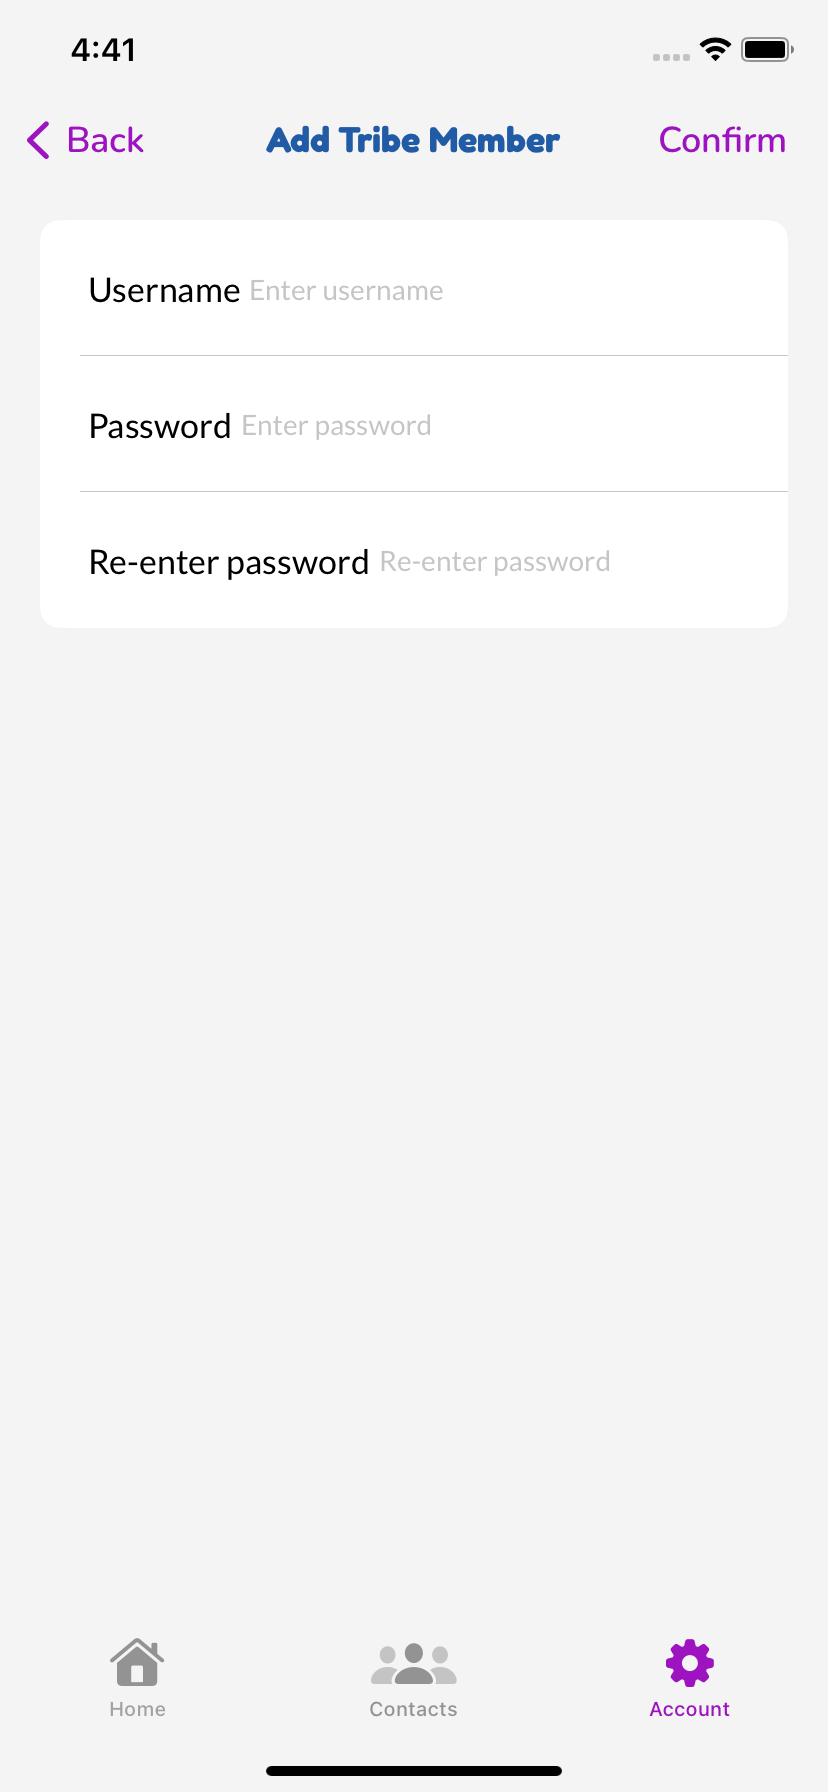 4:41
Back Add Tribe Member Confirm
Username Enter username
Password Enter password
Re-enter password Re-enter password
Home Contacts Account